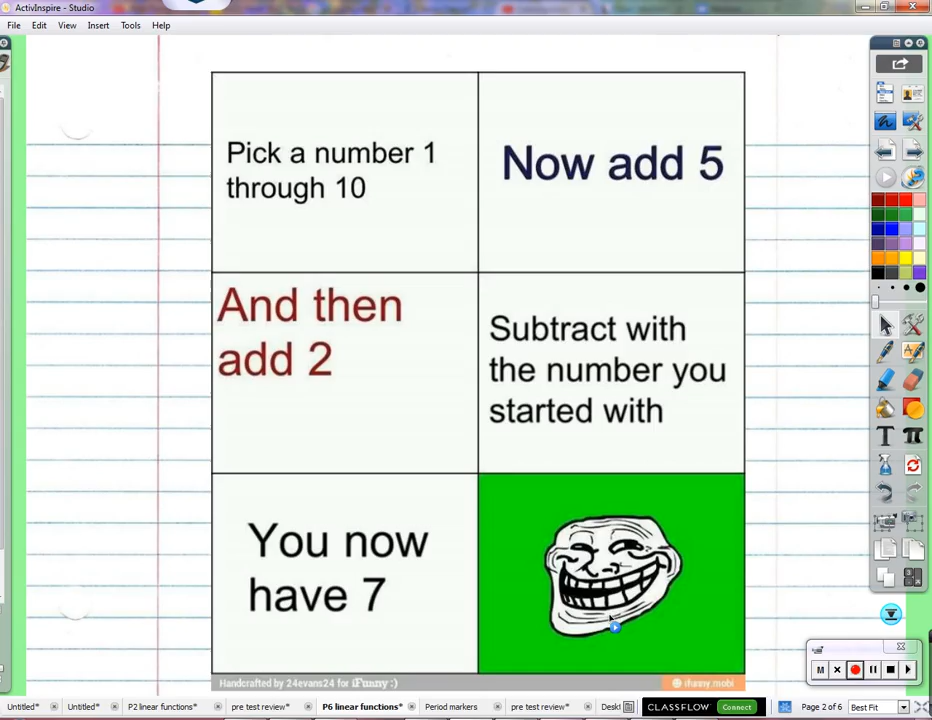 ActivInspire - Studio
File Edit View Insert Tools Help
Pick a number 1
through 10
Now add 5
And then
add 2
Subtract with
the number you
started with
You now
have 7
Handcrafted by 24evans24 for iFunny :)
ifunny.mobi
Untitled* Untitled* P2 linear functions* pre test review* P6 linear functions* Period markers pre test review* Deskt CLASSFLOW Connect Page 2 of 6 Best Fit